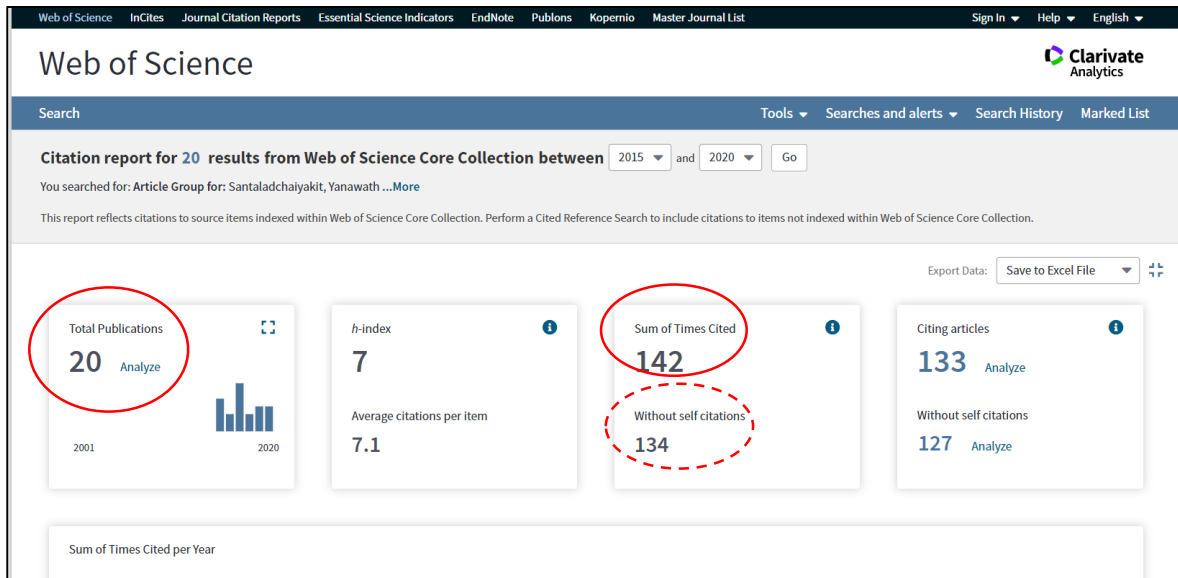 Web of Science InCites Journal Citation Reports Essential Science Indicators EndNote Publons Kopernio Master Journal List Sign In Help English
Web of Science
Clarivate
Analytics
Search Tools Searches and alerts Search History Marked List
Citation report for 20 results from Web of Science Core Collection between 2015 and 2020 Go
You searched for: Article Group for: Santaladchaiyakit, Yanawath ...More
This report reflects citations to source items indexed within Web of Science Core Collection. Perform a Cited Reference Search to include citations to items not indexed within Web of Science Core Collection.
Export Data: Save to Excel File
Total Publications
20 Analyze
2001 2020
h-index
7
Average citations per item
7.1
Sum of Times Cited
142
Without self citations
134
Citing articles
133 Analyze
Without self citations
127 Analyze
Sum of Times Cited per Year